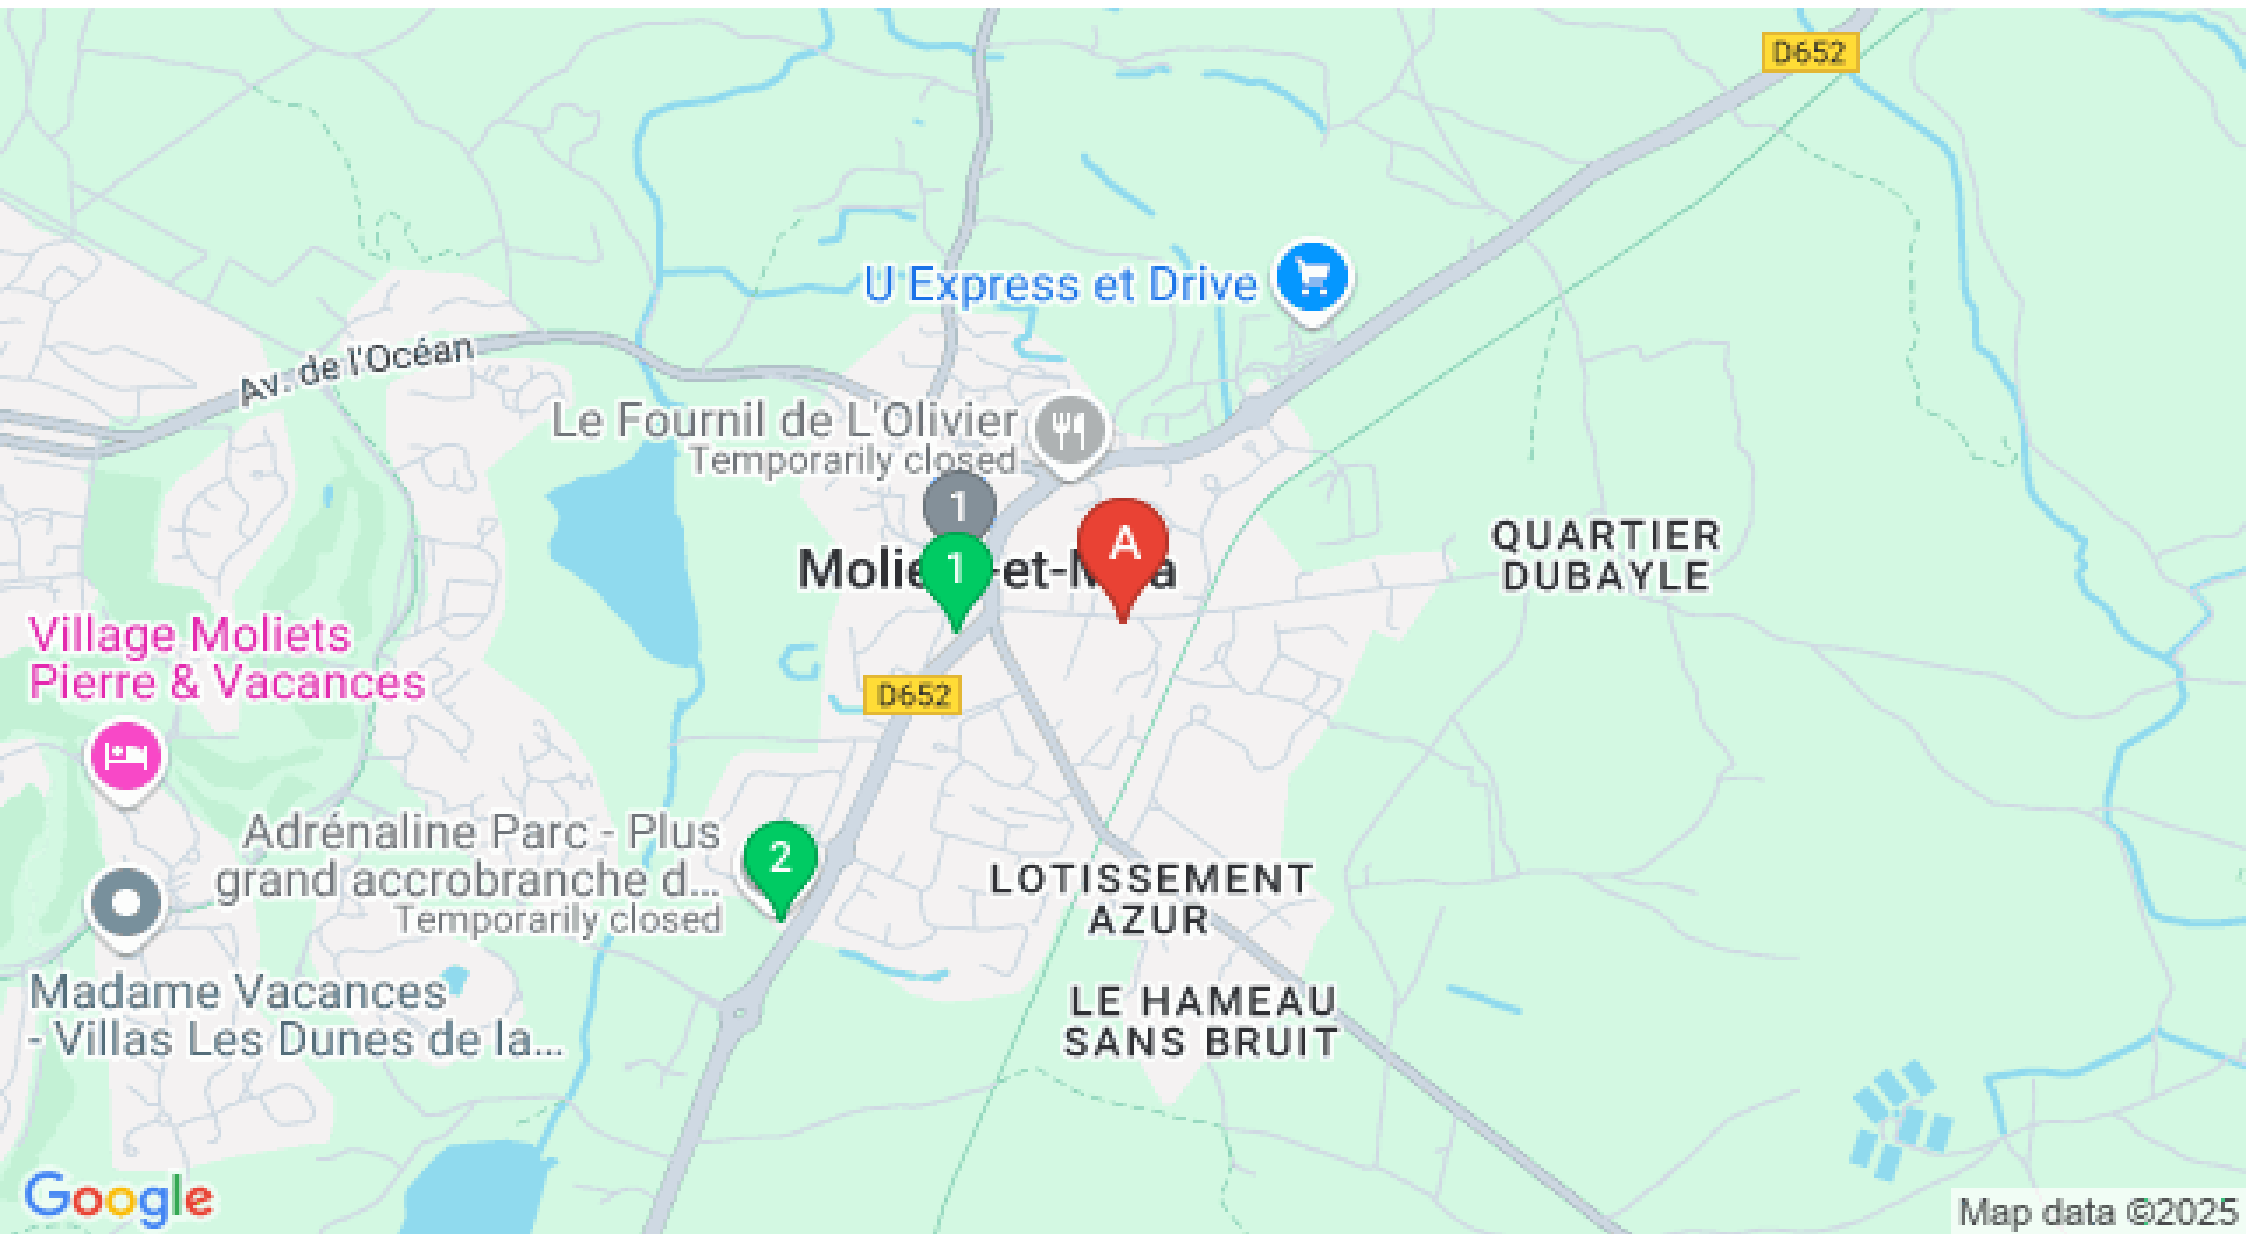 D652
U Express et Drive
Av. de l'Océan
Le Fournil de L'Olivier
Temporarily closed
1
A
1
-et-
QUARTIER
DUBAYLE
Village Moliets
Pierre & Vacances
D652
Adrénaline Parc - Plus
grand accrobranche d...
Temporarily closed
2
LOTISSEMENT
AZUR
Madame Vacances
- Villas Les Dunes de la...
LE HAMEAU
SANS BRUIT
Google
Map data ©2025